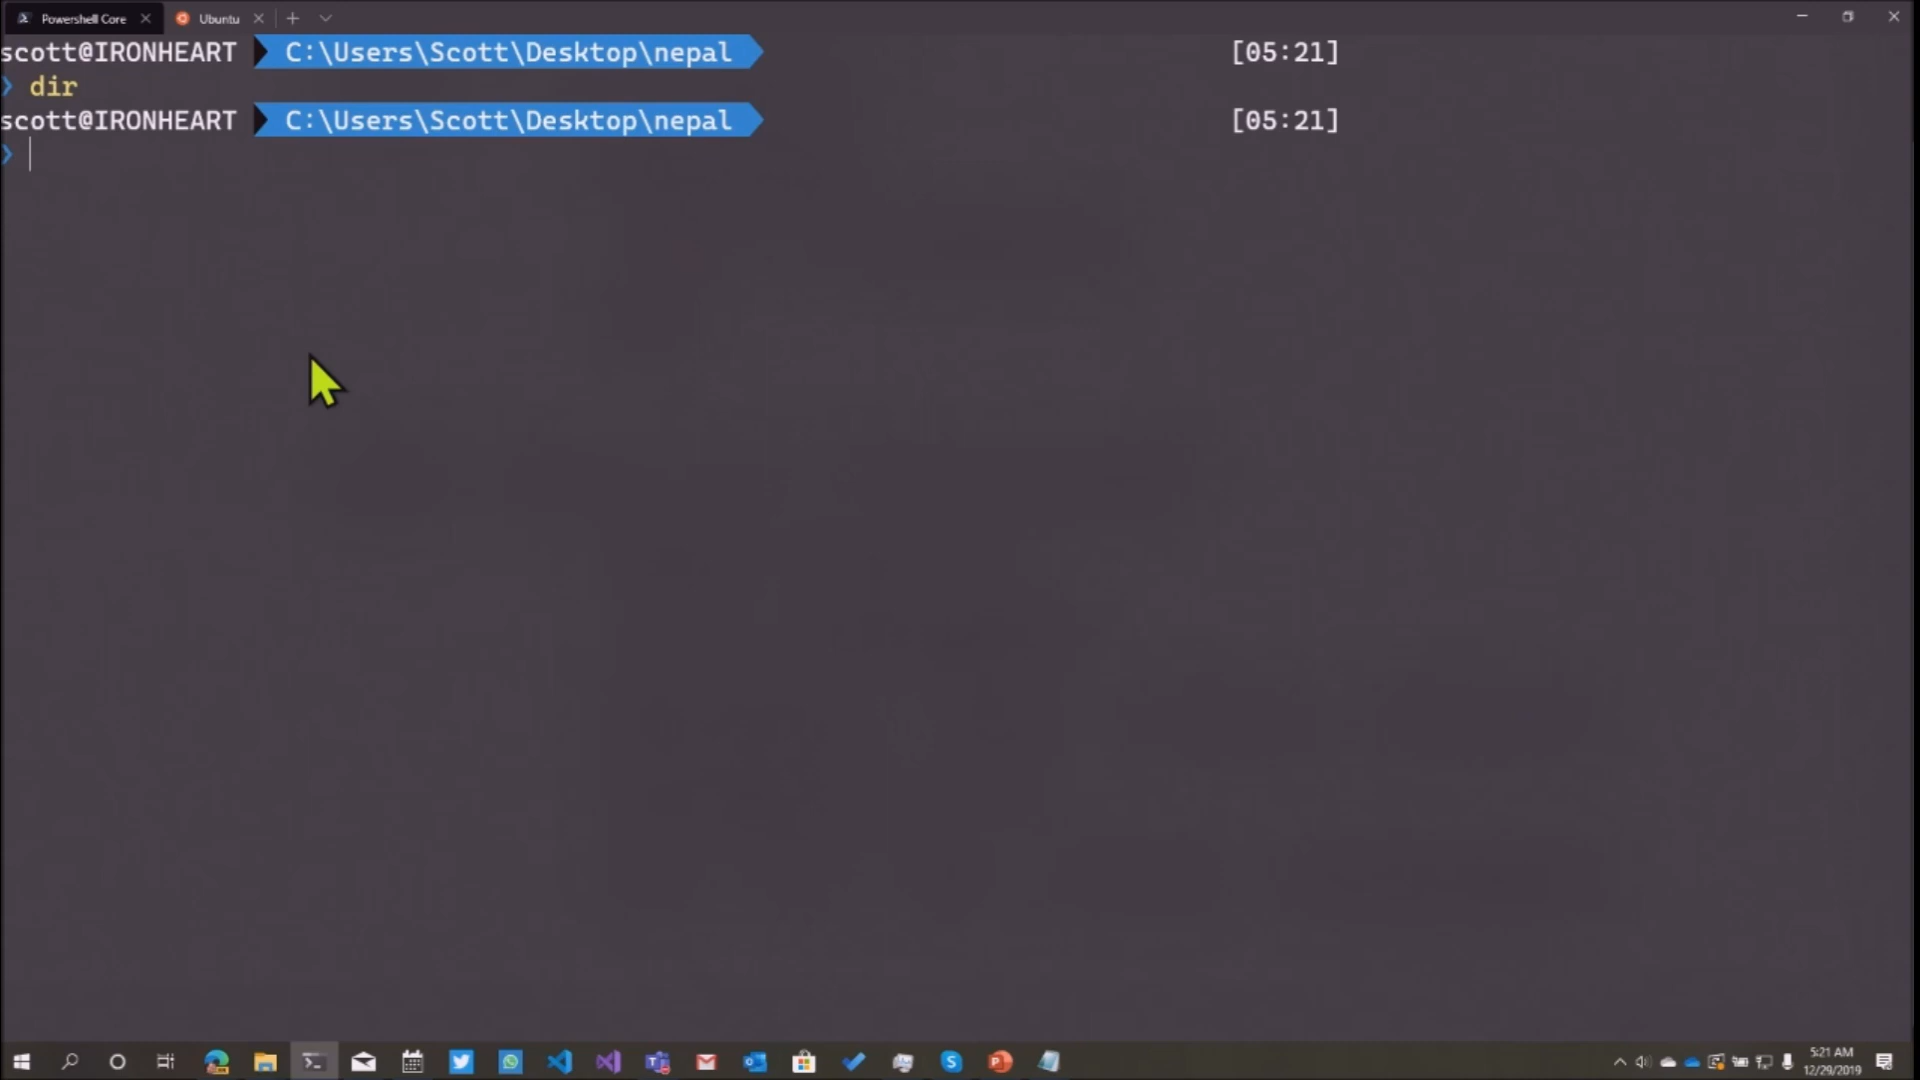 Powershell Core
Ubuntu
scott@IRONHEART C:\Users\Scott\Desktop\nepal [05:21]
❯ dir
scott@IRONHEART C:\Users\Scott\Desktop\nepal [05:21]
❯
5:21 AM
12/29/2019